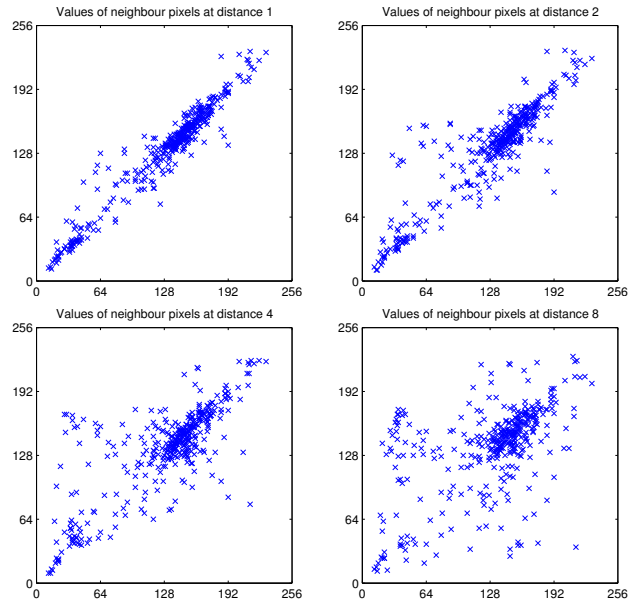 Values of neighbour pixels at distance 1
256
192
128
64
0
0 64 128 192 256
Values of neighbour pixels at distance 2
256
192
128
64
0
0 64 128 192 256
Values of neighbour pixels at distance 4
256
192
128
64
0
0 64 128 192 256
Values of neighbour pixels at distance 8
256
192
128
64
0
0 64 128 192 256